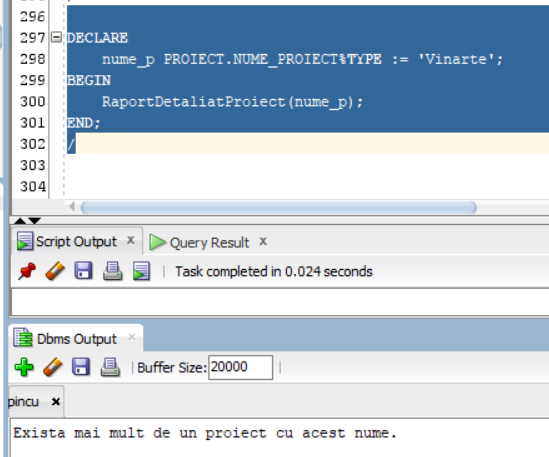 296
297 DECLARE
298 nume_p PROIECT.NUME_PROIECT%TYPE := 'Vinarte';
299 BEGIN
300 RaportDetaliatProiect(nume_p);
301 END;
302 /
303
304
Script Output x Query Result x
Task completed in 0.024 seconds
Dbms Output x
Buffer Size: 20000
pincu x
Exista mai mult de un proiect cu acest nume.